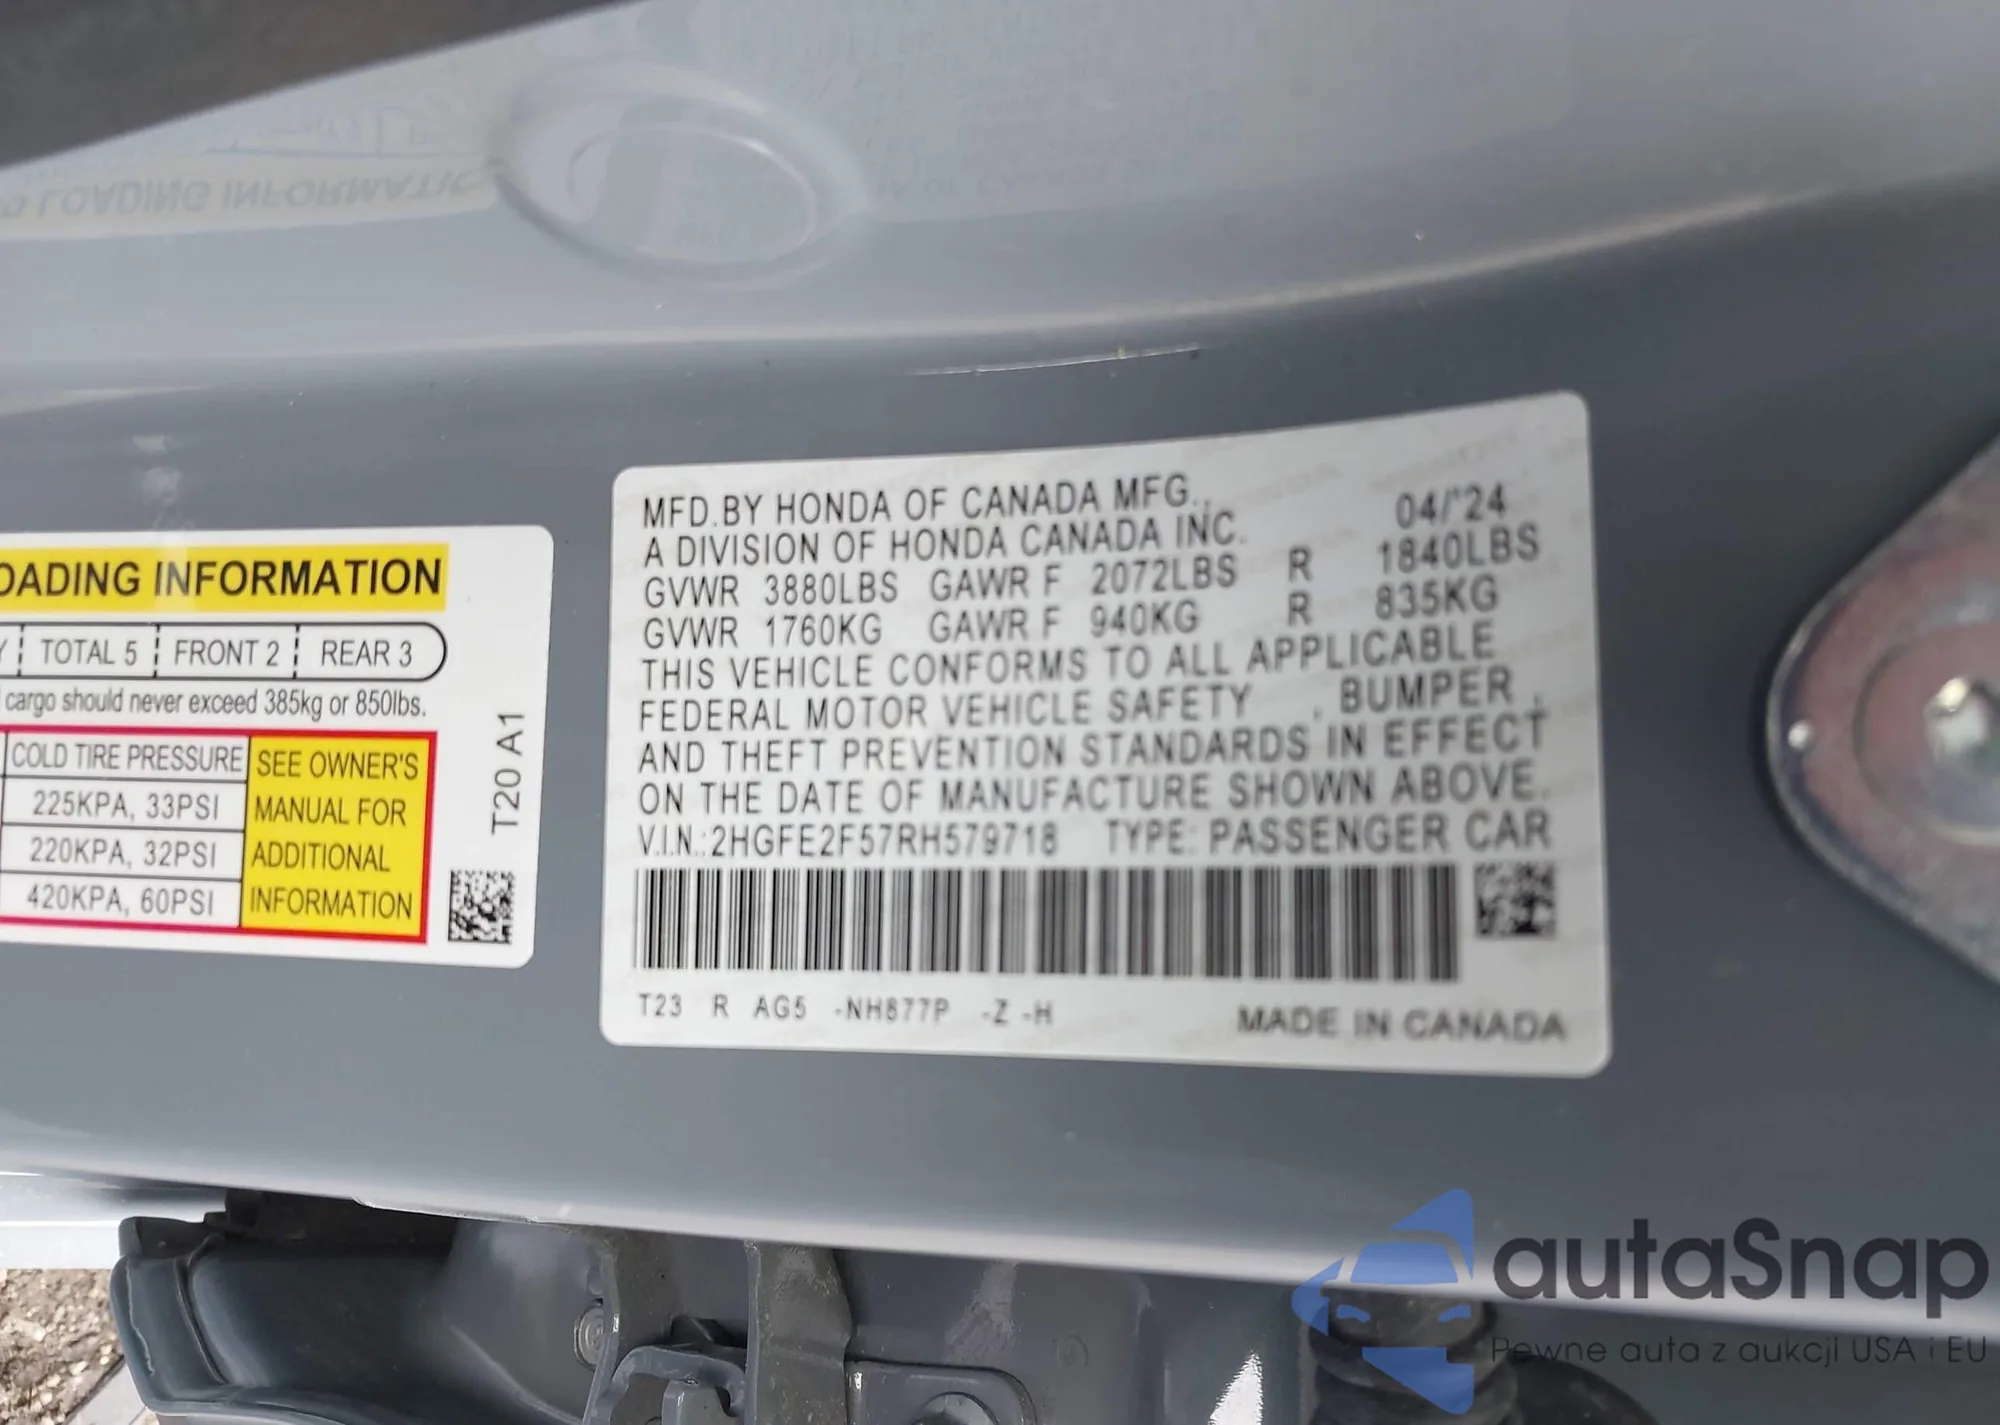 OADING INFORMATION
Y TOTAL 5 FRONT 2 REAR 3
cargo should never exceed 385kg or 850lbs.
COLD TIRE PRESSURE
225KPA, 33PSI
220KPA, 32PSI
420KPA, 60PSI
SEE OWNER'S
MANUAL FOR
ADDITIONAL
INFORMATION
T20 A1
MFD.BY HONDA OF CANADA MFG., 04/'24
A DIVISION OF HONDA CANADA INC.
GVWR 3880LBS GAWR F 2072LBS R 1840LBS
GVWR 1760KG GAWR F 940KG R 835KG
THIS VEHICLE CONFORMS TO ALL APPLICABLE
FEDERAL MOTOR VEHICLE SAFETY , BUMPER ,
AND THEFT PREVENTION STANDARDS IN EFFECT
ON THE DATE OF MANUFACTURE SHOWN ABOVE.
V.I.N.:2HGFE2F57RH579718 TYPE: PASSENGER CAR
T23 R AG5 -NH877P -Z -H MADE IN CANADA
autaSnap
Pewne auta z aukcji USA i EU